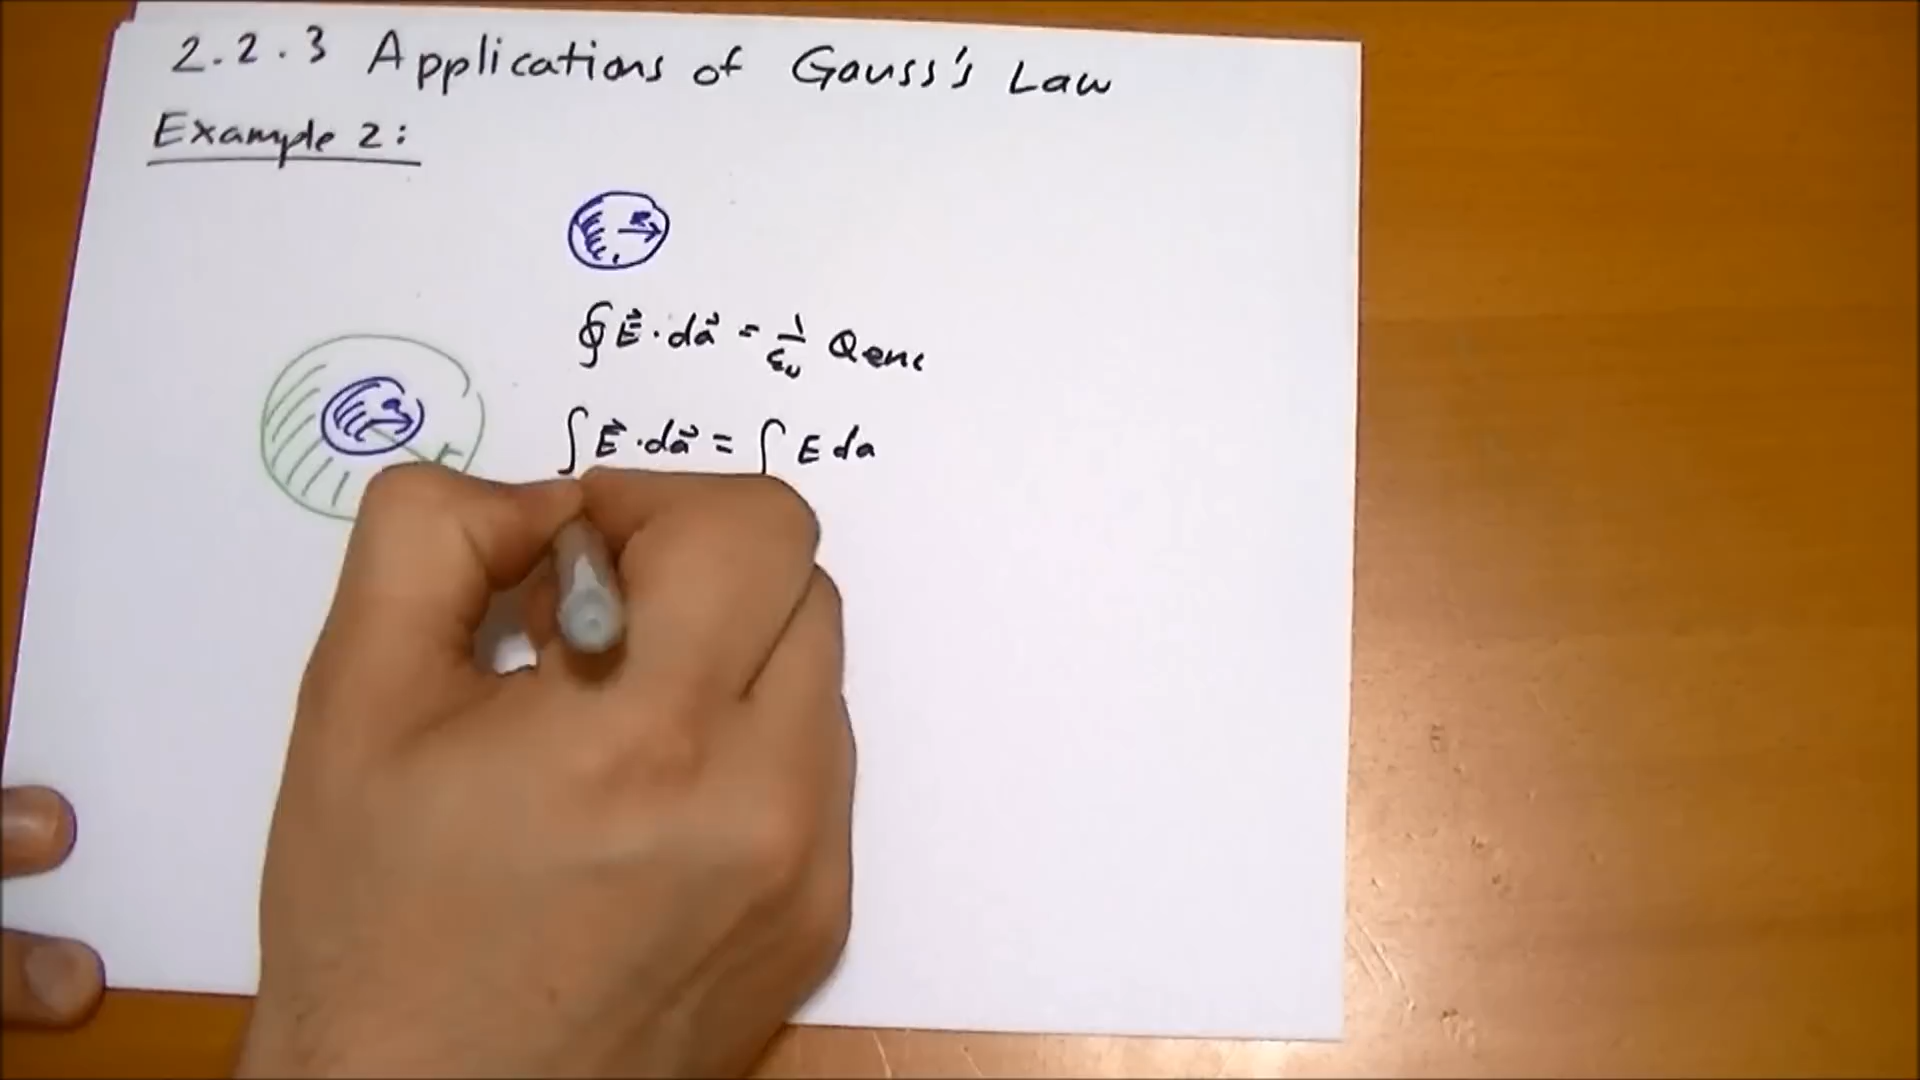 2.2.3 Applications of Gauss's Law
Example 2:
R
∮E⃗ · da⃗ = 1/ε₀ Qenc
∫E⃗ · da⃗ = ∫ E da
r